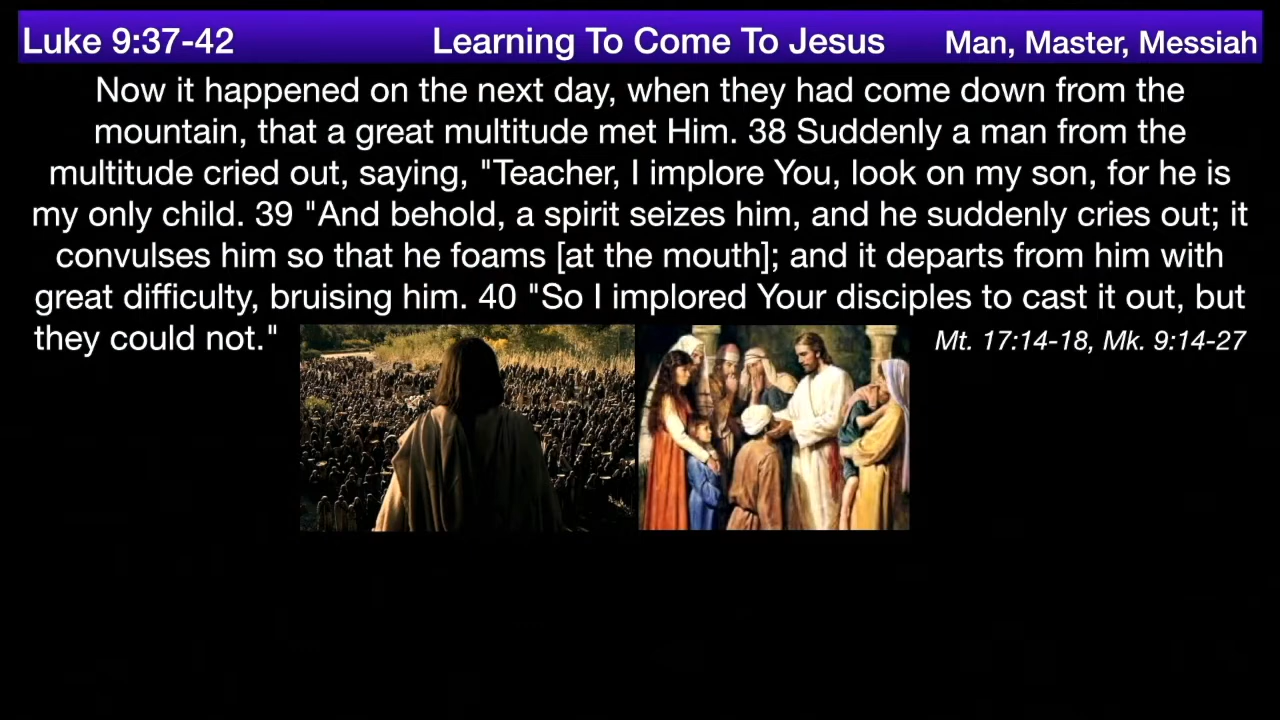 Luke 9:37-42 Learning To Come To Jesus Man, Master, Messiah
Now it happened on the next day, when they had come down from the
mountain, that a great multitude met Him. 38 Suddenly a man from the
multitude cried out, saying, "Teacher, I implore You, look on my son, for he is
my only child. 39 "And behold, a spirit seizes him, and he suddenly cries out; it
convulses him so that he foams [at the mouth]; and it departs from him with
great difficulty, bruising him. 40 "So I implored Your disciples to cast it out, but
they could not." Mt. 17:14-18, Mk. 9:14-27